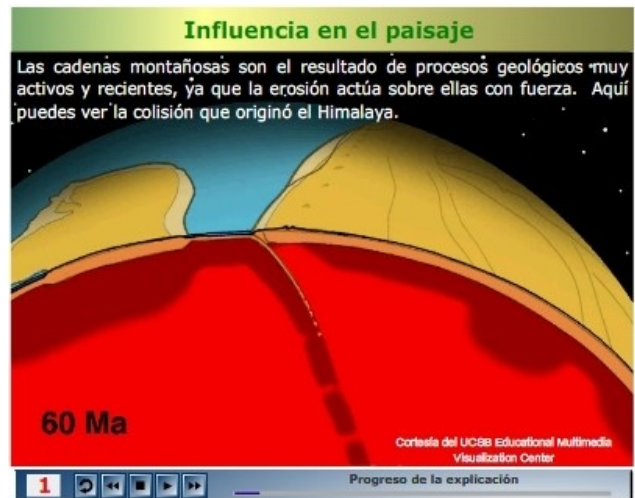 Influencia en el paisaje
Las cadenas montañosas son el resultado de procesos geológicos muy
activos y recientes, ya que la erosión actúa sobre ellas con fuerza. Aquí
puedes ver la colisión que originó el Himalaya.
60 Ma
Cortesía del UCSB Educational Multimedia
Visualization Center
1
Progreso de la explicación